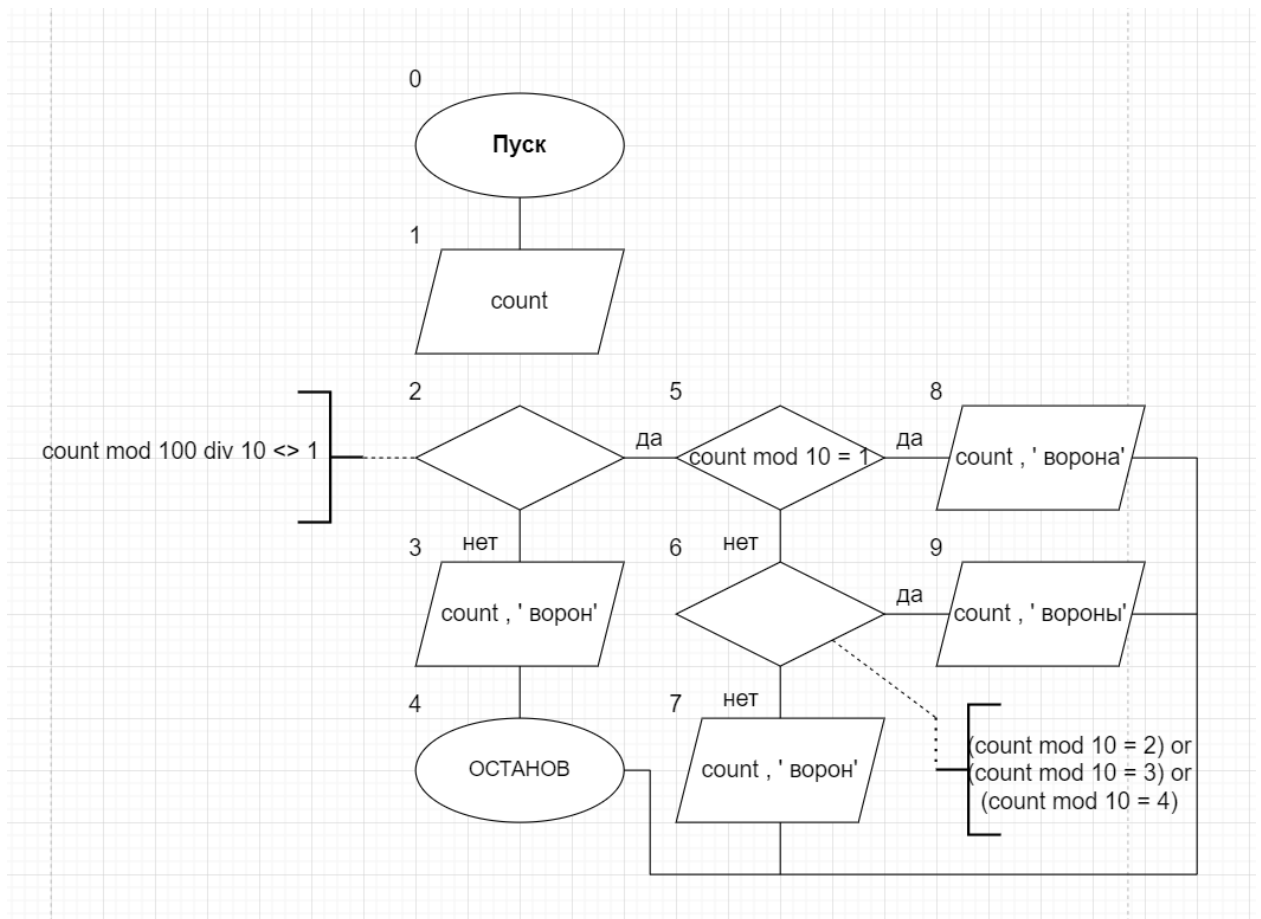 0
Пуск
1
count
2
count mod 100 div 10 <> 1
да
5
count mod 10 = 1
да
8
count , ' ворона'
нет
3
count , ' ворон'
нет
6
да
9
count , ' вороны'
4
ОСТАНОВ
нет
7
count , ' ворон'
(count mod 10 = 2) or
(count mod 10 = 3) or
(count mod 10 = 4)